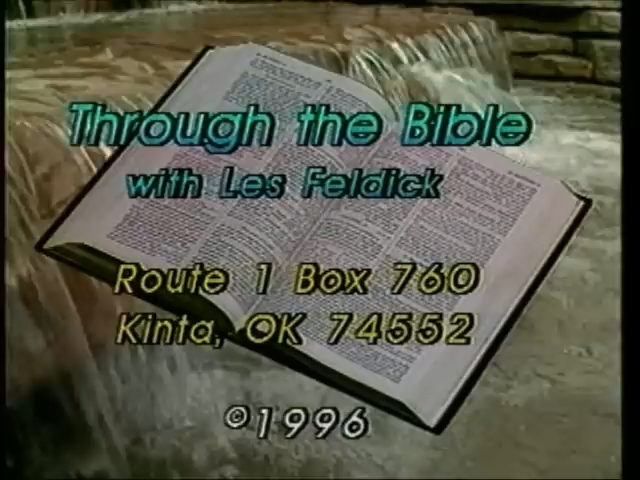 Through the Bible
with Les Feldick
Route 1 Box 760
Kinta, OK 74552
©1996